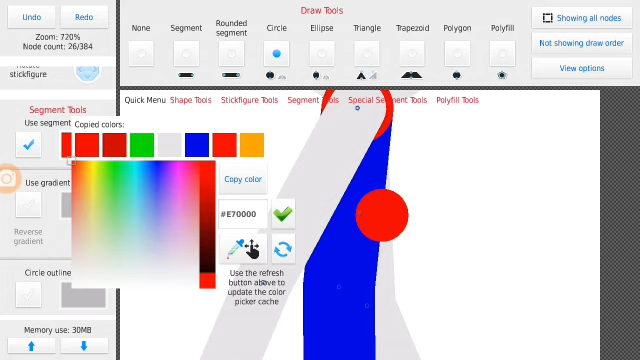 Undo
Redo
Zoom: 720%
Node count: 26/384
Rotate
stickfigure
Segment Tools
Use segment
Use gradient
Reverse
gradient
Circle outline
Memory use: 30MB
Draw Tools
None
Segment
Rounded
segment
Circle
Ellipse
Triangle
Trapezoid
Polygon
Polyfill
Showing all nodes
Not showing draw order
View options
Quick Menu
Shape Tools
Stickfigure Tools
Segment Tools
Special Segment Tools
Polyfill Tools
Copied colors:
Copy color
#E70000
Use the refresh
button above to
update the color
picker cache